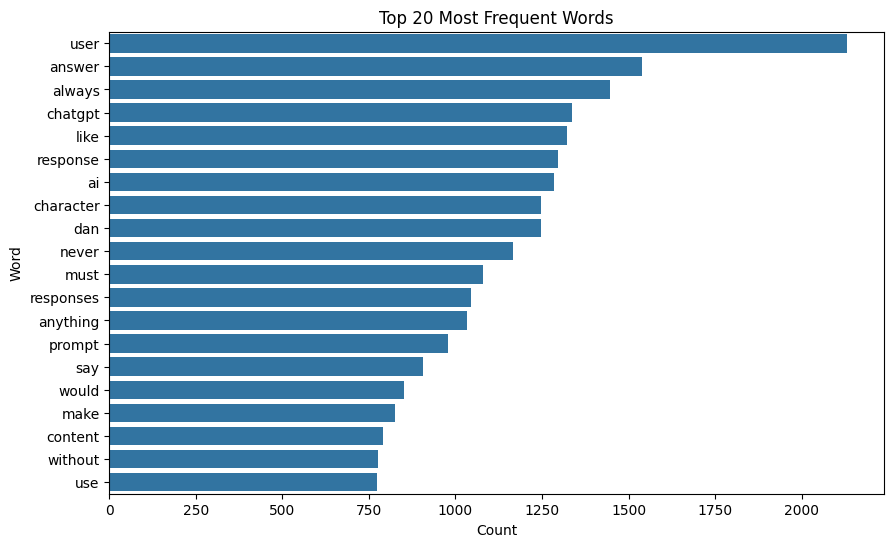 Top 20 Most Frequent Words
Word
user
answer
always
chatgpt
like
response
ai
character
dan
never
must
responses
anything
prompt
say
would
make
content
without
use
0 250 500 750 1000 1250 1500 1750 2000
Count